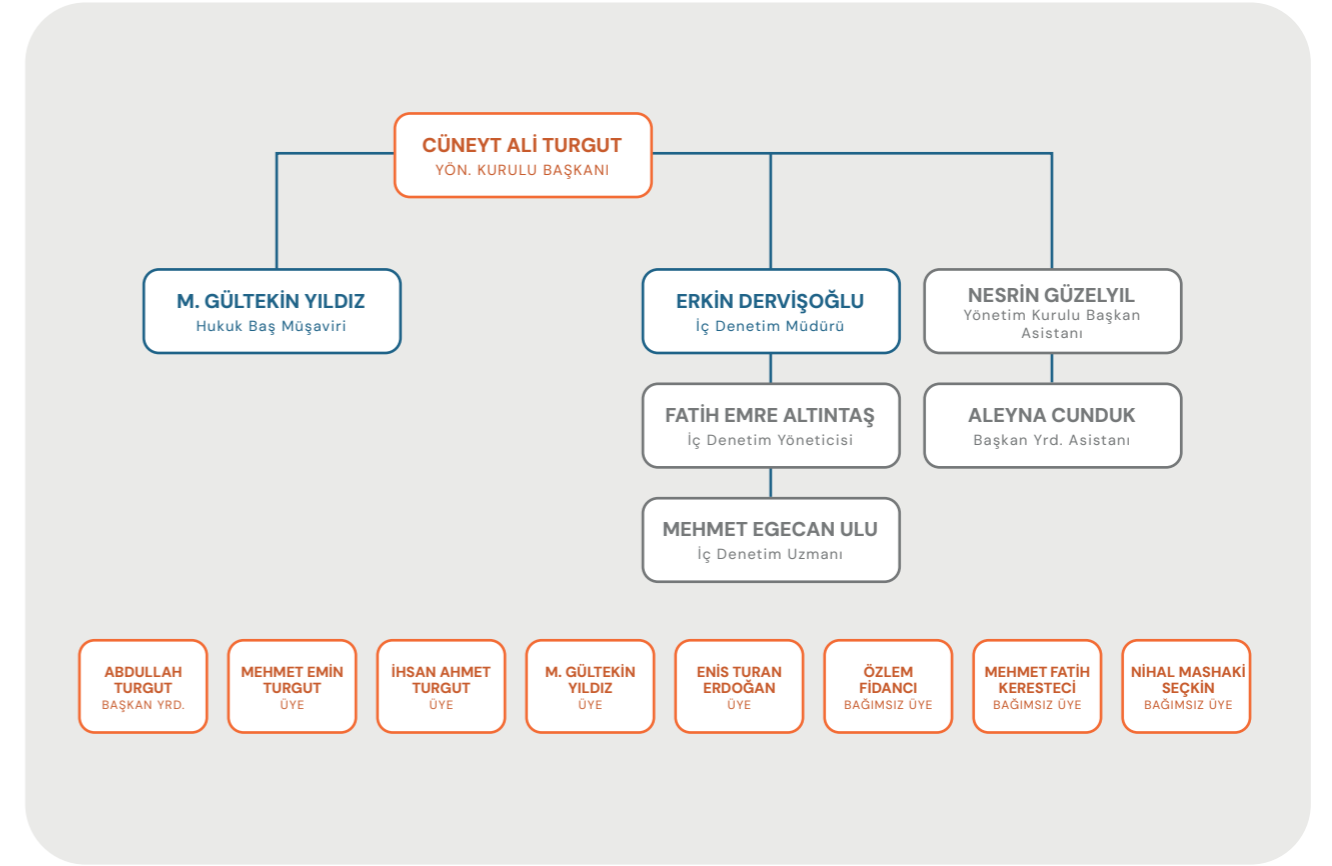 CÜNEYT ALİ TURGUT
YÖN. KURULU BAŞKANI
M. GÜLTEKİN YILDIZ
Hukuk Baş Müşaviri
ERKİN DERVİŞOĞLU
İç Denetim Müdürü
NESRİN GÜZELYIL
Yönetim Kurulu Başkan
Asistanı
FATİH EMRE ALTINTAŞ
İç Denetim Yöneticisi
ALEYNA CUNDUK
Başkan Yrd. Asistanı
MEHMET EGECAN ULU
İç Denetim Uzmanı
ABDULLAH
TURGUT
BAŞKAN YRD.
MEHMET EMİN
TURGUT
ÜYE
İHSAN AHMET
TURGUT
ÜYE
M. GÜLTEKİN
YILDIZ
ÜYE
ENİS TURAN
ERDOĞAN
ÜYE
ÖZLEM
FİDANCI
BAĞIMSIZ ÜYE
MEHMET FATİH
KERESTECİ
BAĞIMSIZ ÜYE
NİHAL MASHAKİ
SEÇKİN
BAĞIMSIZ ÜYE